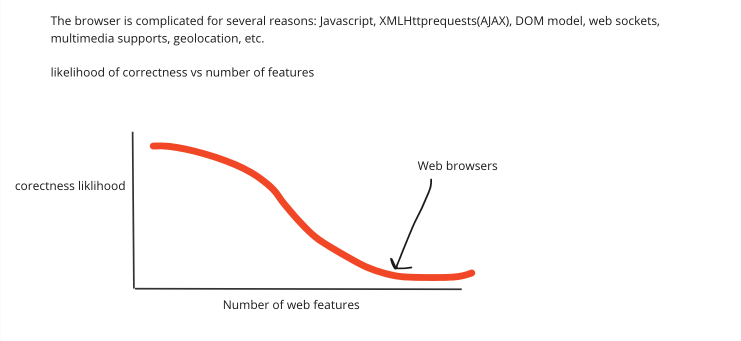 The browser is complicated for several reasons: Javascript, XMLHttprequests(AJAX), DOM model, web sockets,
multimedia supports, geolocation, etc.
likelihood of correctness vs number of features
Web browsers
corectness liklihood
Number of web features